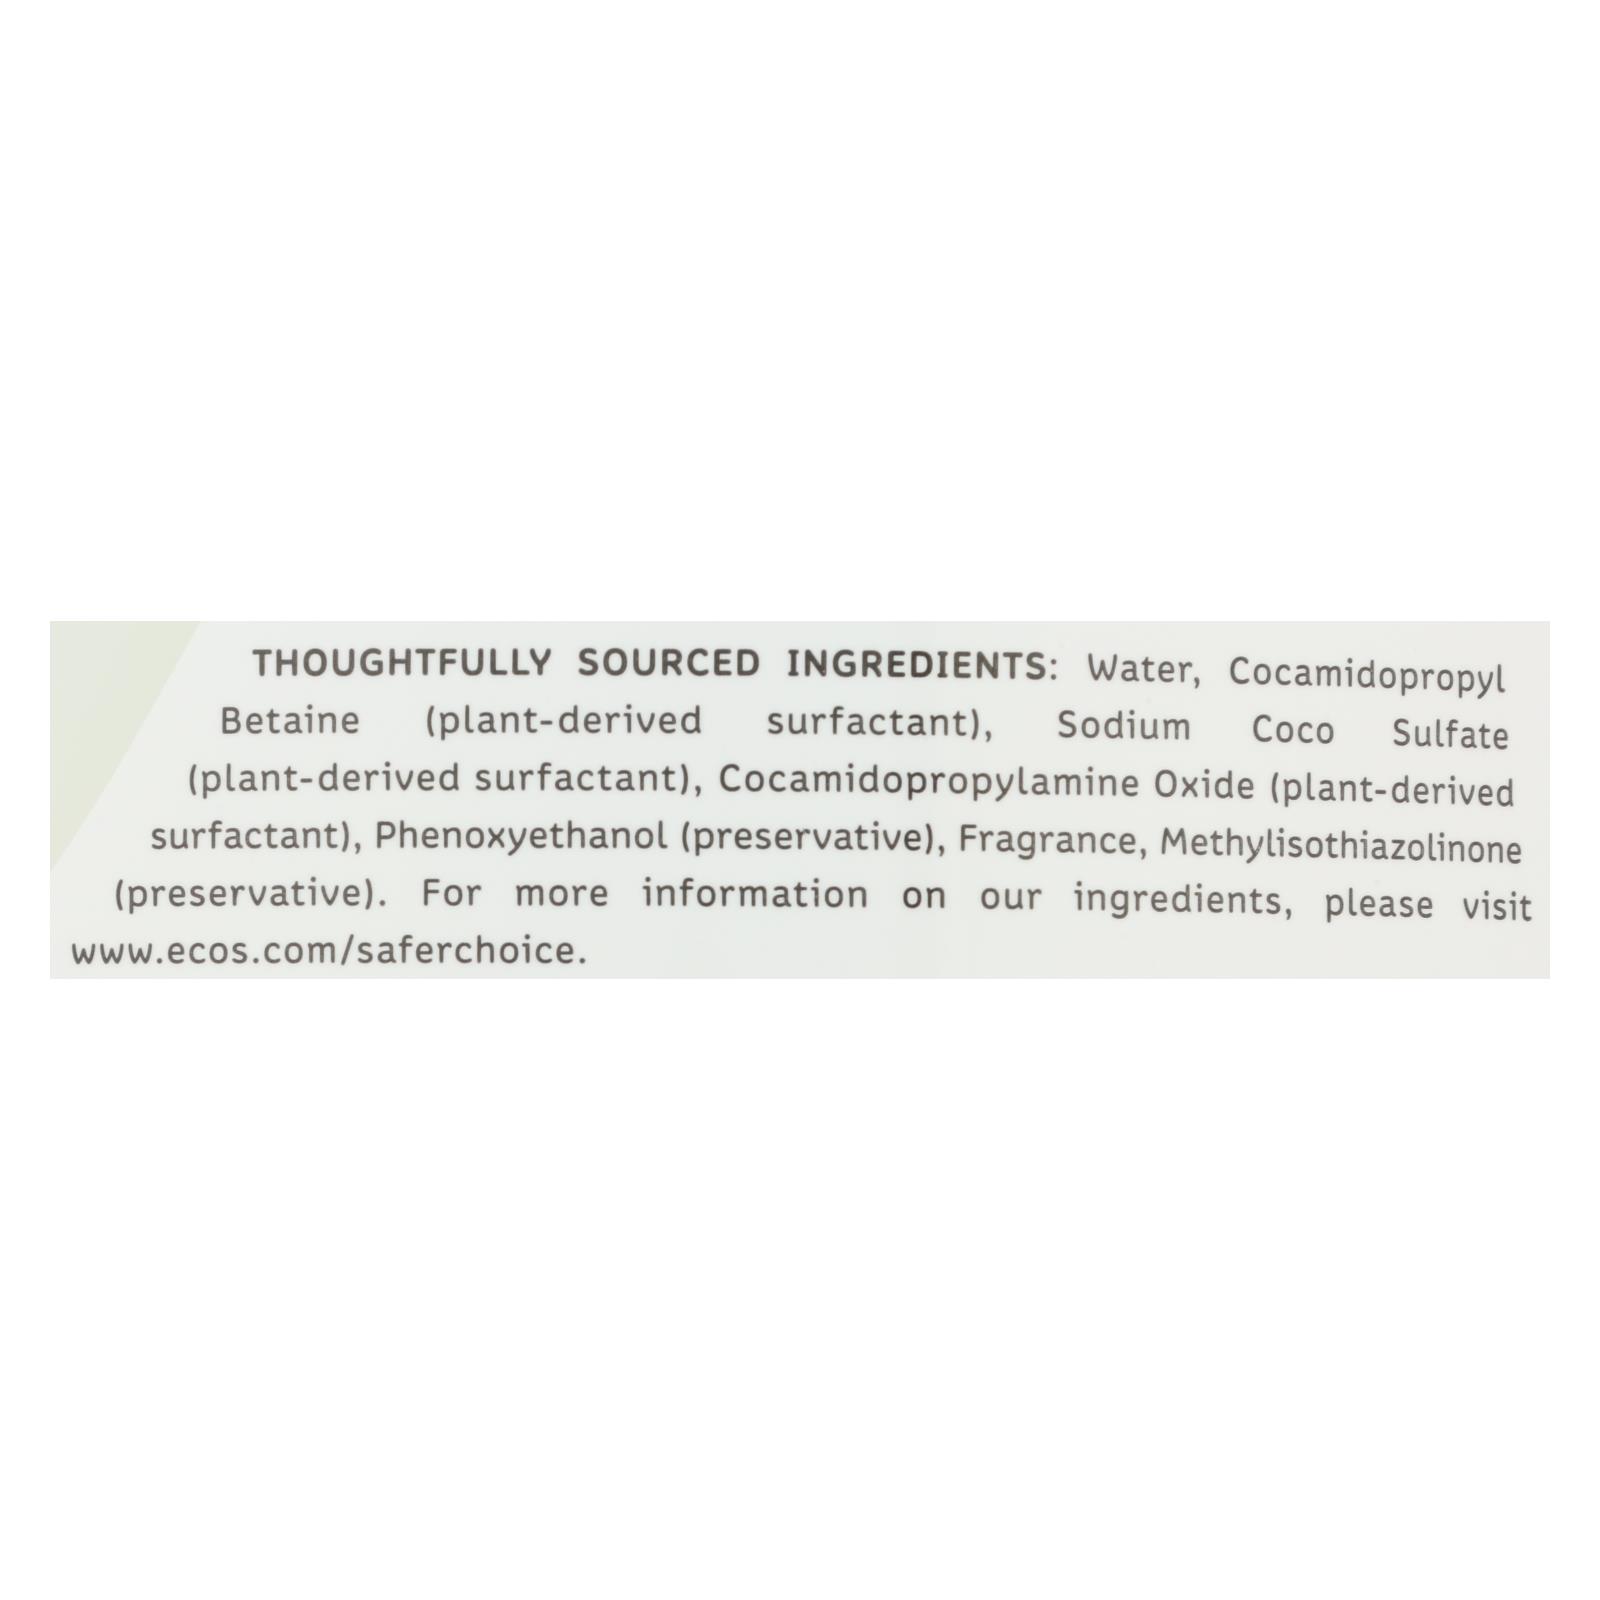 THOUGHTFULLY SOURCED INGREDIENTS: Water, Cocamidopropyl
Betaine (plant-derived surfactant), Sodium Coco Sulfate
(plant-derived surfactant), Cocamidopropylamine Oxide (plant-derived
surfactant), Phenoxyethanol (preservative), Fragrance, Methylisothiazolinone
(preservative). For more information on our ingredients, please visit
www.ecos.com/saferchoice.